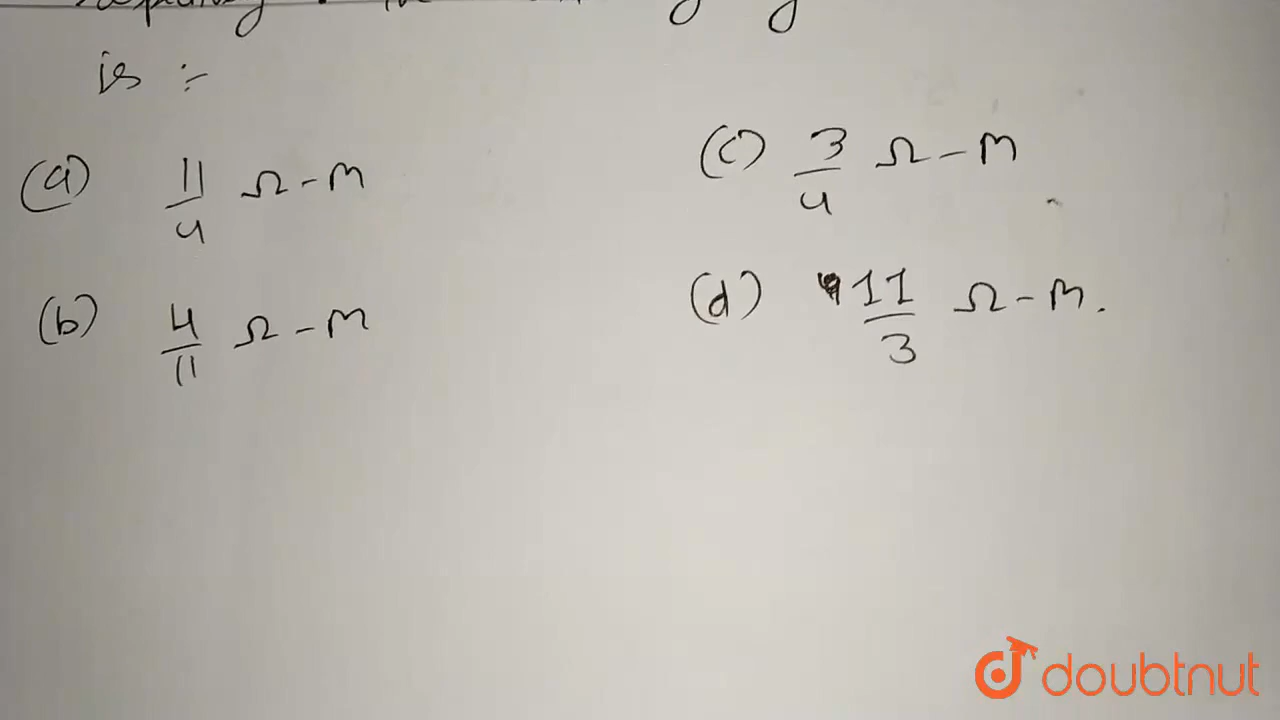 is :-
(a) 11/4 Ω-m
(c) 3/4 Ω-m
(b) 4/11 Ω-m
(d) 11/3 Ω-m.
doubtnut